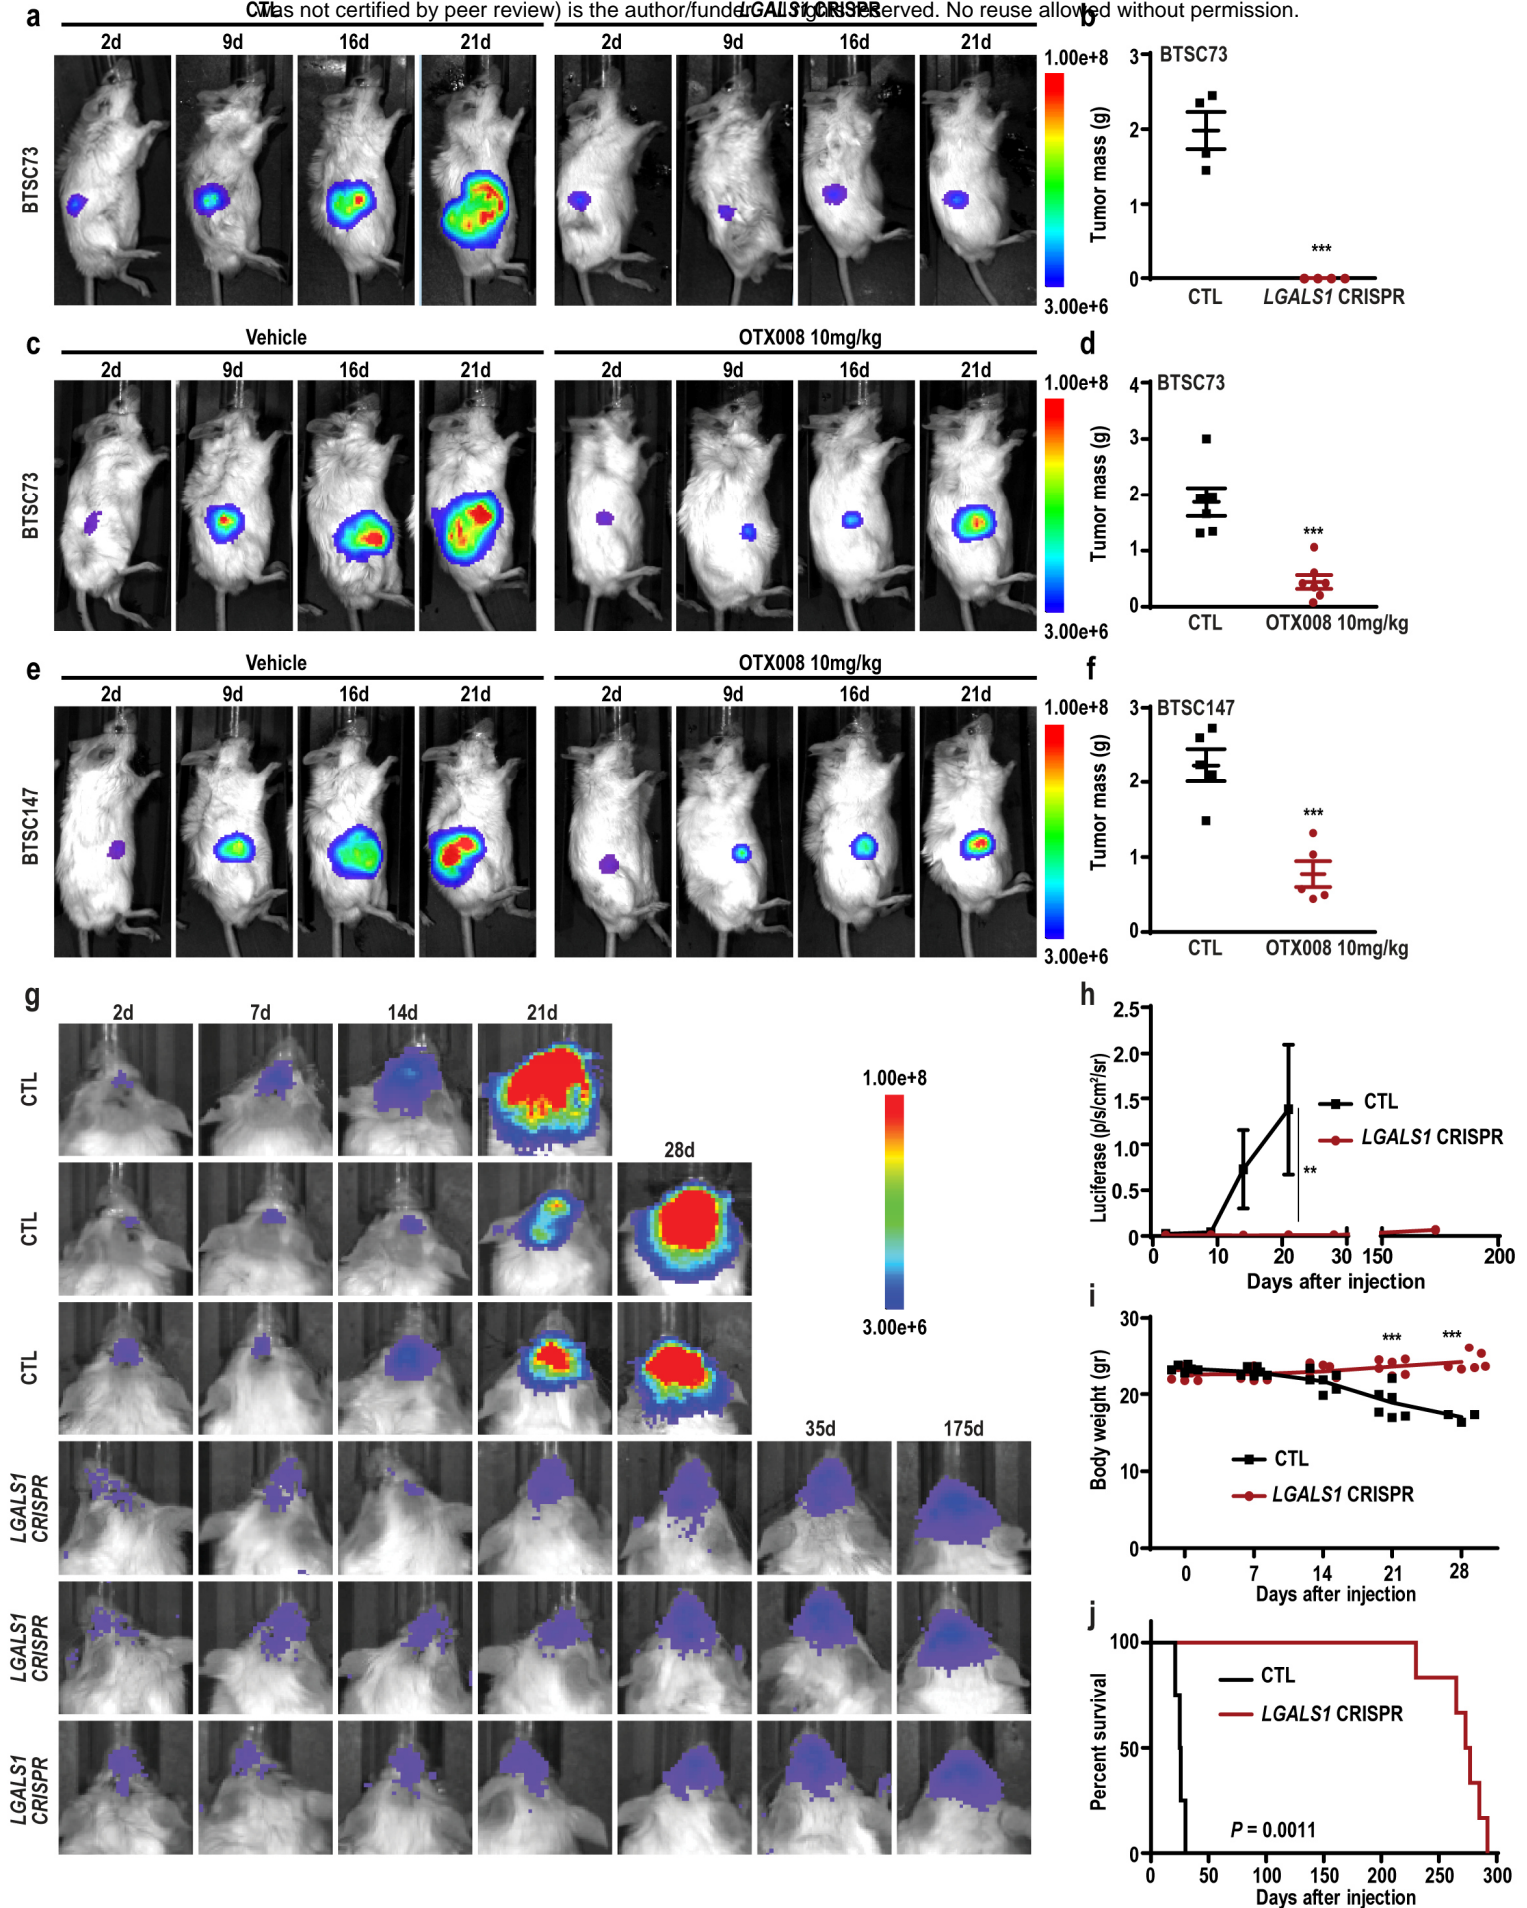 was not certified by peer review) is the author/funder. All rights reserved. No reuse allowed without permission.
a
CTL
LGALS1 CRISPR
2d 9d 16d 21d 2d 9d 16d 21d
BTSC73
1.00e+8
3.00e+6
b
BTSC73
Tumor mass (g)
3
2
1
0
***
CTL LGALS1 CRISPR
c
Vehicle
OTX008 10mg/kg
2d 9d 16d 21d 2d 9d 16d 21d
BTSC73
1.00e+8
3.00e+6
d
BTSC73
Tumor mass (g)
4
3
2
1
0
***
CTL OTX008 10mg/kg
e
Vehicle
OTX008 10mg/kg
2d 9d 16d 21d 2d 9d 16d 21d
BTSC147
1.00e+8
3.00e+6
f
BTSC147
Tumor mass (g)
3
2
1
0
***
CTL OTX008 10mg/kg
g
2d 7d 14d 21d
CTL
28d
CTL
CTL
35d 175d
LGALS1
CRISPR
LGALS1
CRISPR
LGALS1
CRISPR
1.00e+8
3.00e+6
h
Luciferase (p/s/cm²/sr)
2.5
2.0
1.5
1.0
0.5
0
CTL
LGALS1 CRISPR
**
0 10 20 30 150 200
Days after injection
i
Body weight (gr)
30
20
10
0
*** ***
CTL
LGALS1 CRISPR
0 7 14 21 28
Days after injection
j
Percent survival
100
50
0
CTL
LGALS1 CRISPR
P = 0.0011
0 50 100 150 200 250 300
Days after injection